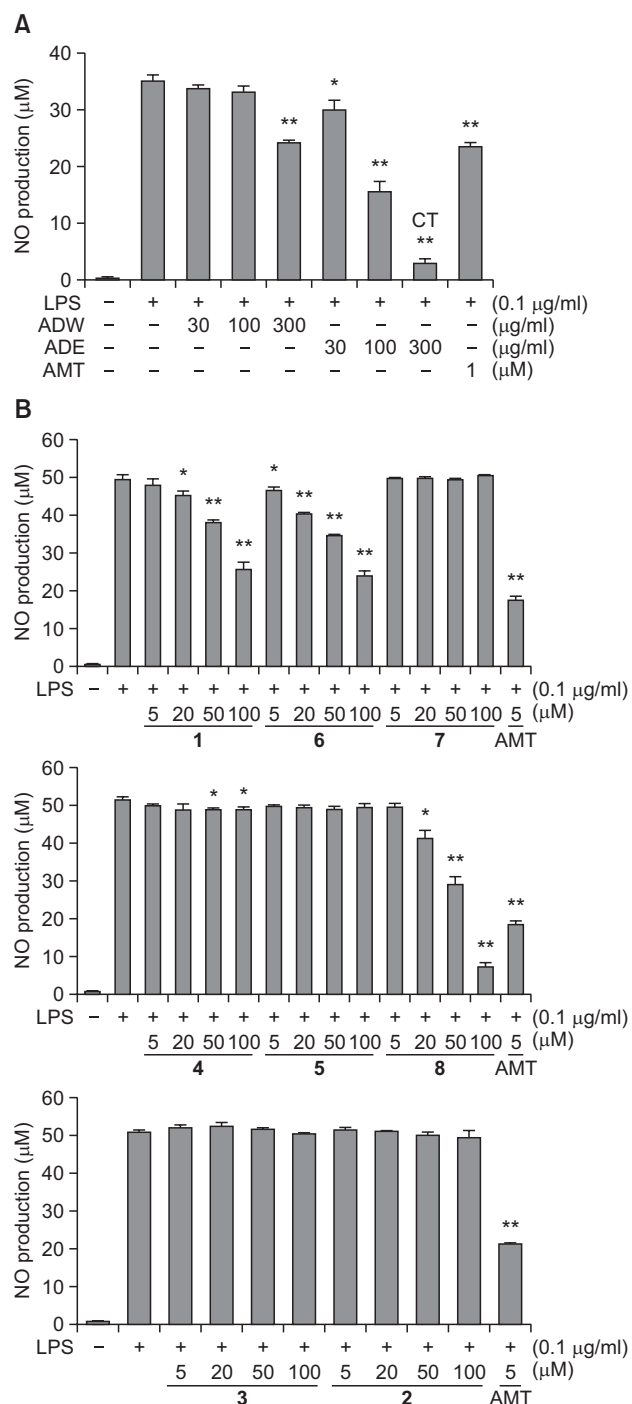 A
NO production (μM)
40
30
20
10
0
*
**
**
CT
**
**
LPS – + + + + + + + + (0.1 μg/ml)
ADW – – 30 100 300 – – – – (μg/ml)
ADE – – – – – 30 100 300 – (μg/ml)
AMT – – – – – – – – 1 (μM)
B
NO production (μM)
60
50
40
30
20
10
0
* ** ** * ** ** ** **
LPS – + + + + + + + + + + + + + + (0.1 μg/ml)
5 20 50 100 5 20 50 100 5 20 50 100 5 (μM)
1 6 7 AMT
NO production (μM)
60
50
40
30
20
10
0
* * * ** ** **
LPS – + + + + + + + + + + + + + + (0.1 μg/ml)
5 20 50 100 5 20 50 100 5 20 50 100 5 (μM)
4 5 8 AMT
NO production (μM)
60
50
40
30
20
10
0
**
LPS – + + + + + + + + + + (0.1 μg/ml)
5 20 50 100 5 20 50 100 5 (μM)
3 2 AMT